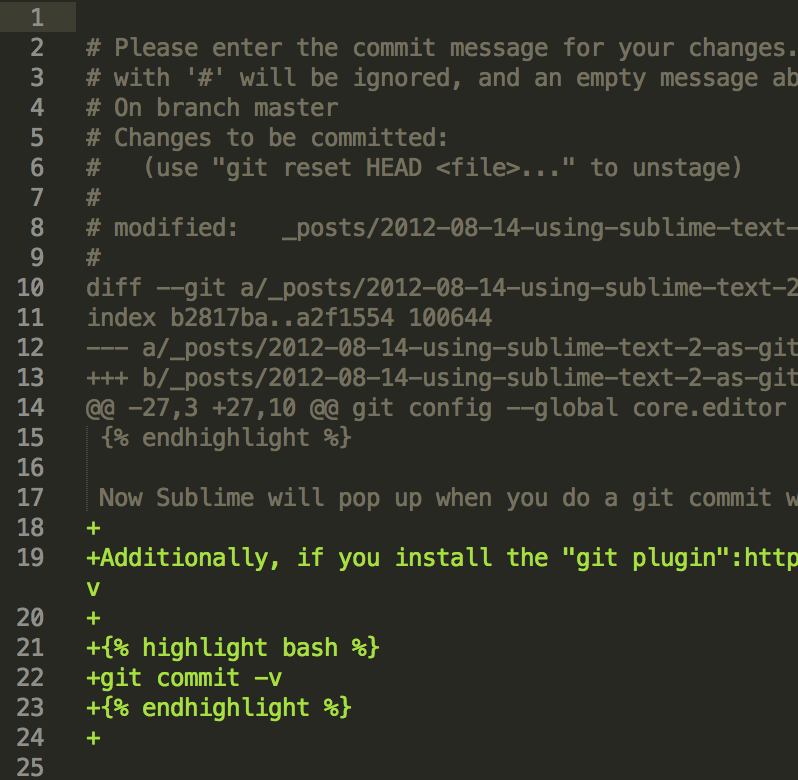 1
2 # Please enter the commit message for your changes.
3 # with '#' will be ignored, and an empty message ab
4 # On branch master
5 # Changes to be committed:
6 #   (use "git reset HEAD <file>..." to unstage)
7 #
8 # modified:   _posts/2012-08-14-using-sublime-text-
9 #
10 diff --git a/_posts/2012-08-14-using-sublime-text-2
11 index b2817ba..a2f1554 100644
12 --- a/_posts/2012-08-14-using-sublime-text-2-as-git
13 +++ b/_posts/2012-08-14-using-sublime-text-2-as-git
14 @@ -27,3 +27,10 @@ git config --global core.editor
15  {% endhighlight %}
16
17  Now Sublime will pop up when you do a git commit w
18 +
19 +Additionally, if you install the "git plugin":http
v
20 +
21 +{% highlight bash %}
22 +git commit -v
23 +{% endhighlight %}
24 +
25